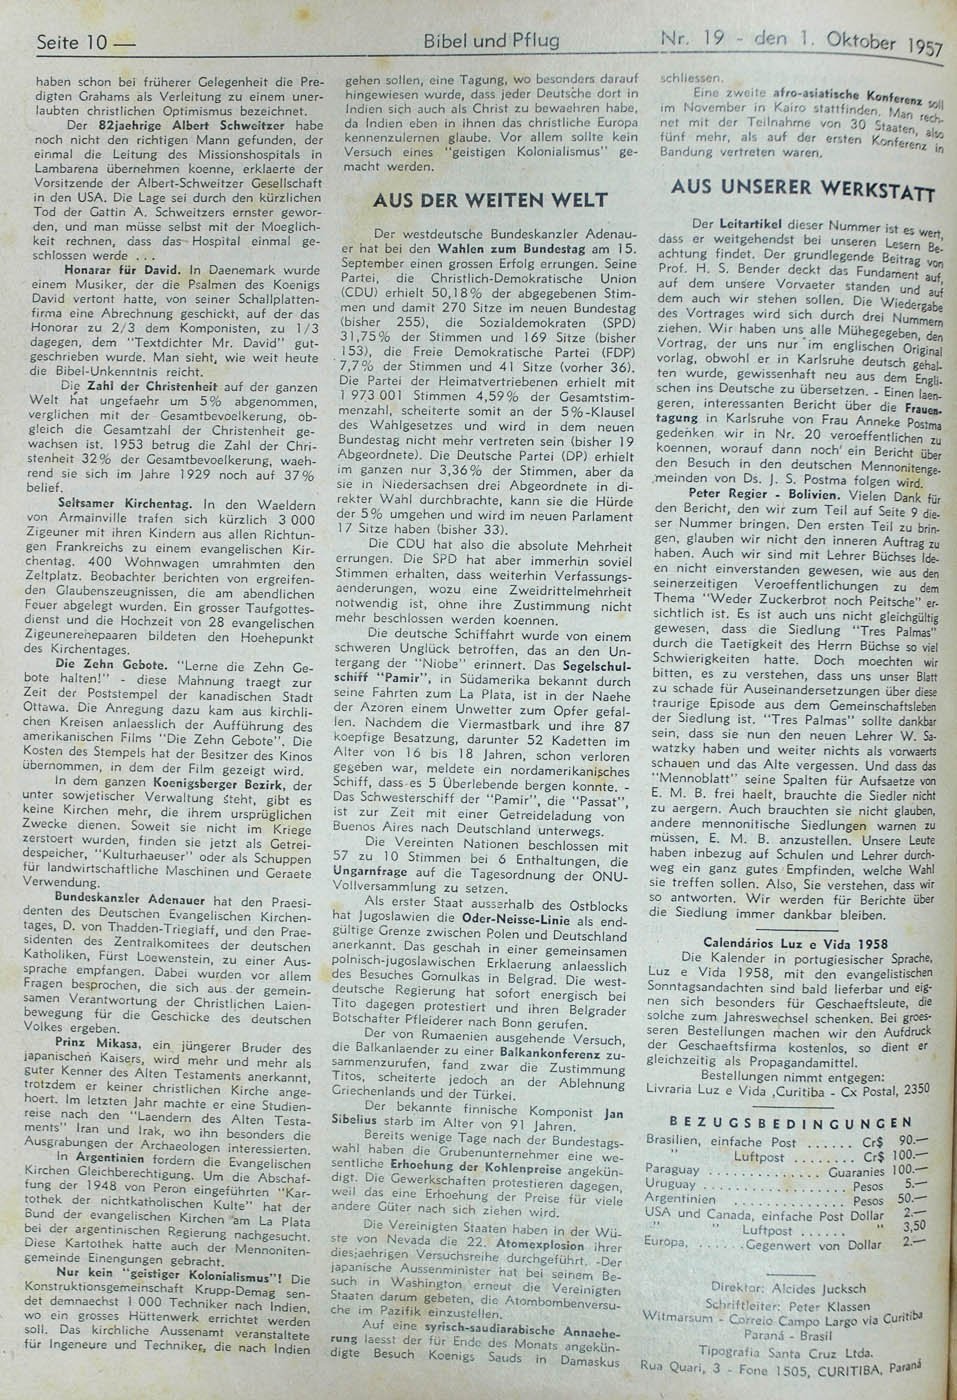 Seite 10 —
Bibel und Pflug
Nr. 19 - den 1. Oktober 1957
haben schon bei früherer Gelegenheit die Pre-
digten Grahams als Verleitung zu einem uner-
laubten christlichen Optimismus bezeichnet.
Der 82jaehrige Albert Schweitzer habe
noch nicht den richtigen Mann gefunden, der
einmal die Leitung des Missionshospitals in
Lambarena übernehmen koenne, erklaerte der
Vorsitzende der Albert-Schweitzer Gesellschaft
in den USA. Die Lage sei durch den kürzlichen
Tod der Gattin A. Schweitzers ernster gewor-
den, und man müsse selbst mit der Moeglich-
keit rechnen, dass das Hospital einmal ge-
schlossen werde . . .
Honorar für David. In Daenemark wurde
einem Musiker, der die Psalmen des Koenigs
David vertont hatte, von seiner Schallplatten-
firma eine Abrechnung geschickt, auf der das
Honorar zu 2/3 dem Komponisten, zu 1/3
dagegen, dem "Textdichter Mr. David" gut-
geschrieben wurde. Man sieht, wie weit heute
die Bibel-Unkenntnis reicht.
Die Zahl der Christenheit auf der ganzen
Welt hat ungefaehr um 5% abgenommen,
verglichen mit der Gesamtbevoelkerung, ob-
gleich die Gesamtzahl der Christenheit ge-
wachsen ist. 1953 betrug die Zahl der Chri-
stenheit 32% der Gesamtbevoelkerung, waeh-
rend sie sich im Jahre 1929 noch auf 37%
belief.
Seltsamer Kirchentag. In den Waeldern
von Armainville trafen sich kürzlich 3 000
Zigeuner mit ihren Kindern aus allen Richtun-
gen Frankreichs zu einem evangelischen Kir-
chentag. 400 Wohnwagen umrahmten den
Zeltplatz. Beobachter berichten von ergreifen-
den Glaubenszeugnissen, die am abendlichen
Feuer abgelegt wurden. Ein grosser Taufgottes-
dienst und die Hochzeit von 28 evangelischen
Zigeunerehepaaren bildeten den Hoehepunkt
des Kirchentages.
Die Zehn Gebote. "Lerne die Zehn Ge-
bote halten!" - diese Mahnung traegt zur
Zeit der Poststempel der kanadischen Stadt
Ottawa. Die Anregung dazu kam aus kirchli-
chen Kreisen anlaesslich der Aufführung des
amerikanischen Films "Die Zehn Gebote". Die
Kosten des Stempels hat der Besitzer des Kinos
übernommen, in dem der Film gezeigt wird.
In dem ganzen Koenigsberger Bezirk, der
unter sowjetischer Verwaltung steht, gibt es
keine Kirchen mehr, die ihrem ursprüglichen
Zwecke dienen. Soweit sie nicht im Kriege
zerstoert wurden, finden sie jetzt als Getrei-
despeicher, "Kulturhaeuser" oder als Schuppen
für landwirtschaftliche Maschinen und Geraete
Verwendung.
Bundeskanzler Adenauer hat den Praesi-
denten des Deutschen Evangelischen Kirchen-
tages, D. von Thadden-Trieglaff, und den Prae-
sidenten des Zentralkomitees der deutschen
Katholiken, Fürst Loewenstein, zu einer Aus-
sprache empfangen. Dabei wurden vor allem
Fragen besprochen, die sich aus der gemein-
samen Verantwortung der Christlichen Laien-
bewegung für die Geschicke des deutschen
Volkes ergeben.
Prinz Mikasa, ein jüngerer Bruder des
japanischen Kaisers, wird mehr und mehr als
guter Kenner des Alten Testaments anerkannt,
trotzdem er keiner christlichen Kirche ange-
hoert. Im letzten Jahr machte er eine Studien-
reise nach den "Laendern des Alten Testa-
ments" Iran und Irak, wo ihn besonders die
Ausgrabungen der Archaeologen interessierten.
In Argentinien fordern die Evangelischen
Kirchen Gleichberechtigung. Um die Abschaf-
fung der 1948 von Peron eingeführten "Kar-
tothek der nichtkatholischen Kulte" hat der
Bund der evangelischen Kirchen am La Plata
bei der argentinischen Regierung nachgesucht.
Diese Kartothek hatte auch der Mennoniten-
gemeinde Einengungen gebracht.
Nur kein "geistiger Kolonialismus"! Die
Konstruktionsgemeinschaft Krupp-Demag sen-
det demnaechst 1 000 Techniker nach Indien,
wo ein grosses Hüttenwerk errichtet werden
soll. Das kirchliche Aussenamt veranstaltete
für Ingeneure und Techniker, die nach Indien
gehen sollen, eine Tagung, wo besonders darauf
hingewiesen wurde, dass jeder Deutsche dort in
Indien sich auch als Christ zu bewaehren habe,
da Indien eben in ihnen das christliche Europa
kennenzulernen glaube. Vor allem sollte kein
Versuch eines "geistigen Kolonialismus" ge-
macht werden.
AUS DER WEITEN WELT
Der westdeutsche Bundeskanzler Adenau-
er hat bei den Wahlen zum Bundestag am 15.
September einen grossen Erfolg errungen. Seine
Partei, die Christlich-Demokratische Union
(CDU) erhielt 50,18% der abgegebenen Stim-
men und damit 270 Sitze im neuen Bundestag
(bisher 255), die Sozialdemokraten (SPD)
31,75% der Stimmen und 169 Sitze (bisher
153), die Freie Demokratische Partei (FDP)
7,7% der Stimmen und 41 Sitze (vorher 36).
Die Partei der Heimatvertriebenen erhielt mit
1 973 001 Stimmen 4,59% der Gesamtstim-
menzahl, scheiterte somit an der 5%-Klausel
des Wahlgesetzes und wird in dem neuen
Bundestag nicht mehr vertreten sein (bisher 19
Abgeordnete). Die Deutsche Partei (DP) erhielt
im ganzen nur 3,36% der Stimmen, aber da
sie in Niedersachsen drei Abgeordnete in di-
rekter Wahl durchbrachte, kann sie die Hürde
der 5% umgehen und wird im neuen Parlament
17 Sitze haben (bisher 33).
Die CDU hat also die absolute Mehrheit
errungen. Die SPD hat aber immerhin soviel
Stimmen erhalten, dass weiterhin Verfassungs-
aenderungen, wozu eine Zweidrittelmehrheit
notwendig ist, ohne ihre Zustimmung nicht
mehr beschlossen werden koennen.
Die deutsche Schiffahrt wurde von einem
schweren Unglück betroffen, das an den Un-
tergang der "Niobe" erinnert. Das Segelschul-
schiff "Pamir", in Südamerika bekannt durch
seine Fahrten zum La Plata, ist in der Naehe
der Azoren einem Unwetter zum Opfer gefal-
len. Nachdem die Viermastbark und ihre 87
koepfige Besatzung, darunter 52 Kadetten im
Alter von 16 bis 18 Jahren, schon verloren
gegeben war, meldete ein nordamerikanisches
Schiff, dass es 5 Überlebende bergen konnte. -
Das Schwesterschiff der "Pamir", die "Passat",
ist zur Zeit mit einer Getreideladung von
Buenos Aires nach Deutschland unterwegs.
Die Vereinten Nationen beschlossen mit
57 zu 10 Stimmen bei 6 Enthaltungen, die
Ungarnfrage auf die Tagesordnung der ONU-
Vollversammlung zu setzen.
Als erster Staat ausserhalb des Ostblocks
hat Jugoslawien die Oder-Neisse-Linie als end-
gültige Grenze zwischen Polen und Deutschland
anerkannt. Das geschah in einer gemeinsamen
polnisch-jugoslawischen Erklaerung anlaesslich
des Besuches Gomulkas in Belgrad. Die west-
deutsche Regierung hat sofort energisch bei
Tito dagegen protestiert und ihren Belgrader
Botschafter Pfleiderer nach Bonn gerufen.
Der von Rumaenien ausgehende Versuch,
die Balkanlaender zu einer Balkankonferenz zu-
sammenzurufen, fand zwar die Zustimmung
Titos, scheiterte jedoch an der Ablehnung
Griechenlands und der Türkei.
Der bekannte finnische Komponist Jan
Sibelius starb im Alter von 91 Jahren.
Bereits wenige Tage nach der Bundestags-
wahl haben die Grubenunternehmer eine we-
sentliche Erhoehung der Kohlenpreise angekün-
digt. Die Gewerkschaften protestieren dagegen,
weil das eine Erhoehung der Preise für viele
andere Güter nach sich ziehen wird.
Die Vereinigten Staaten haben in der Wü-
ste von Nevada die 22. Atomexplosion ihrer
diesjaehrigen Versuchsreihe durchgeführt. -Der
japanische Aussenminister hat bei seinem Be-
such in Washington erneut die Vereinigten
Staaten darum gebeten, die Atombombenversu-
che im Pazifik einzustellen.
Auf eine syrisch-saudiarabische Annaehe-
rung laesst der für Ende des Monats angekün-
digte Besuch Koenigs Sauds in Damaskus
schliessen.
Eine zweite afro-asiatische Konferenz soll
im November in Kairo stattfinden. Man rech-
net mit der Teilnahme von 30 Staaten, also
fünf mehr, als auf der ersten Konferenz in
Bandung vertreten waren.
AUS UNSERER WERKSTATT
Der Leitartikel dieser Nummer ist es wert,
dass er weitgehendst bei unseren Lesern Be-
achtung findet. Der grundlegende Beitrag von
Prof. H. S. Bender deckt das Fundament auf,
auf dem unsere Vorvaeter standen und auf
dem auch wir stehen sollen. Die Wiedergabe
des Vortrages wird sich durch drei Nummern
ziehen. Wir haben uns alle Mühegegeben, den
Vortrag, der uns nur im englischen Original
vorlag, obwohl er in Karlsruhe deutsch gehal-
ten wurde, gewissenhaft neu aus dem Engli-
schen ins Deutsche zu übersetzen. - Einen laen-
geren, interessanten Bericht über die Frauen-
tagung in Karlsruhe von Frau Anneke Postma
gedenken wir in Nr. 20 veroeffentlichen zu
koennen, worauf dann noch ein Bericht über
den Besuch in den deutschen Mennonitenge-
meinden von Ds. J. S. Postma folgen wird.
Peter Regier - Bolivien. Vielen Dank für
den Bericht, den wir zum Teil auf Seite 9 die-
ser Nummer bringen. Den ersten Teil zu brin-
gen, glauben wir nicht den inneren Auftrag zu
haben. Auch wir sind mit Lehrer Büchses Ide-
en nicht einverstanden gewesen, wie aus den
seinerzeitigen Veroeffentlichungen zu dem
Thema "Weder Zuckerbrot noch Peitsche" er-
sichtlich ist. Es ist auch uns nicht gleichgültig
gewesen, dass die Siedlung "Tres Palmas"
durch die Taetigkeit des Herrn Büchse so viel
Schwierigkeiten hatte. Doch moechten wir
bitten, es zu verstehen, dass uns unser Blatt
zu schade für Auseinandersetzungen über diese
traurige Episode aus dem Gemeinschaftsleben
der Siedlung ist. "Tres Palmas" sollte dankbar
sein, dass sie nun den neuen Lehrer W. Sa-
watzky haben und weiter nichts als vorwaerts
schauen und das Alte vergessen. Und dass das
"Mennoblatt" seine Spalten für Aufsaetze von
E. M. B. frei haelt, brauchte die Siedler nicht
zu aergern. Auch brauchten sie nicht glauben,
andere mennonitische Siedlungen warnen zu
müssen, E. M. B. anzustellen. Unsere Leute
haben inbezug auf Schulen und Lehrer durch-
weg ein ganz gutes Empfinden, welche Wahl
sie treffen sollen. Also, Sie verstehen, dass wir
so antworten. Wir werden für Berichte über
die Siedlung immer dankbar bleiben.
Calendários Luz e Vida 1958
Die Kalender in portugiesischer Sprache,
Luz e Vida 1958, mit den evangelistischen
Sonntagsandachten sind bald lieferbar und eig-
nen sich besonders für Geschaeftsleute, die
solche zum Jahreswechsel schenken. Bei groes-
seren Bestellungen machen wir den Aufdruck
der Geschaeftsfirma kostenlos, so dient er
gleichzeitig als Propagandamittel.
Bestellungen nimmt entgegen:
Livraria Luz e Vida ,Curitiba - Cx Postal, 2350
BEZUGSBEDINGUNGEN
Brasilien, einfache Post ...... Cr$ 90.—
" Luftpost ........ Cr$ 100.—
Paraguay ............ Guaranies 100.—
Uruguay ................ Pesos 5.—
Argentinien ............. Pesos 50.—
USA und Canada, einfache Post Dollar 2.—
" " Luftpost ...... " 3,50
Europa, ...... Gegenwert von Dollar 2.—
Direktor: Alcides Jucksch
Schriftleiter: Peter Klassen
Witmarsum - Correio Campo Largo via Curitiba
Paraná - Brasil
Tipografia Santa Cruz Ltda.
Rua Quari, 3 - Fone 1505, CURITIBA, Paraná